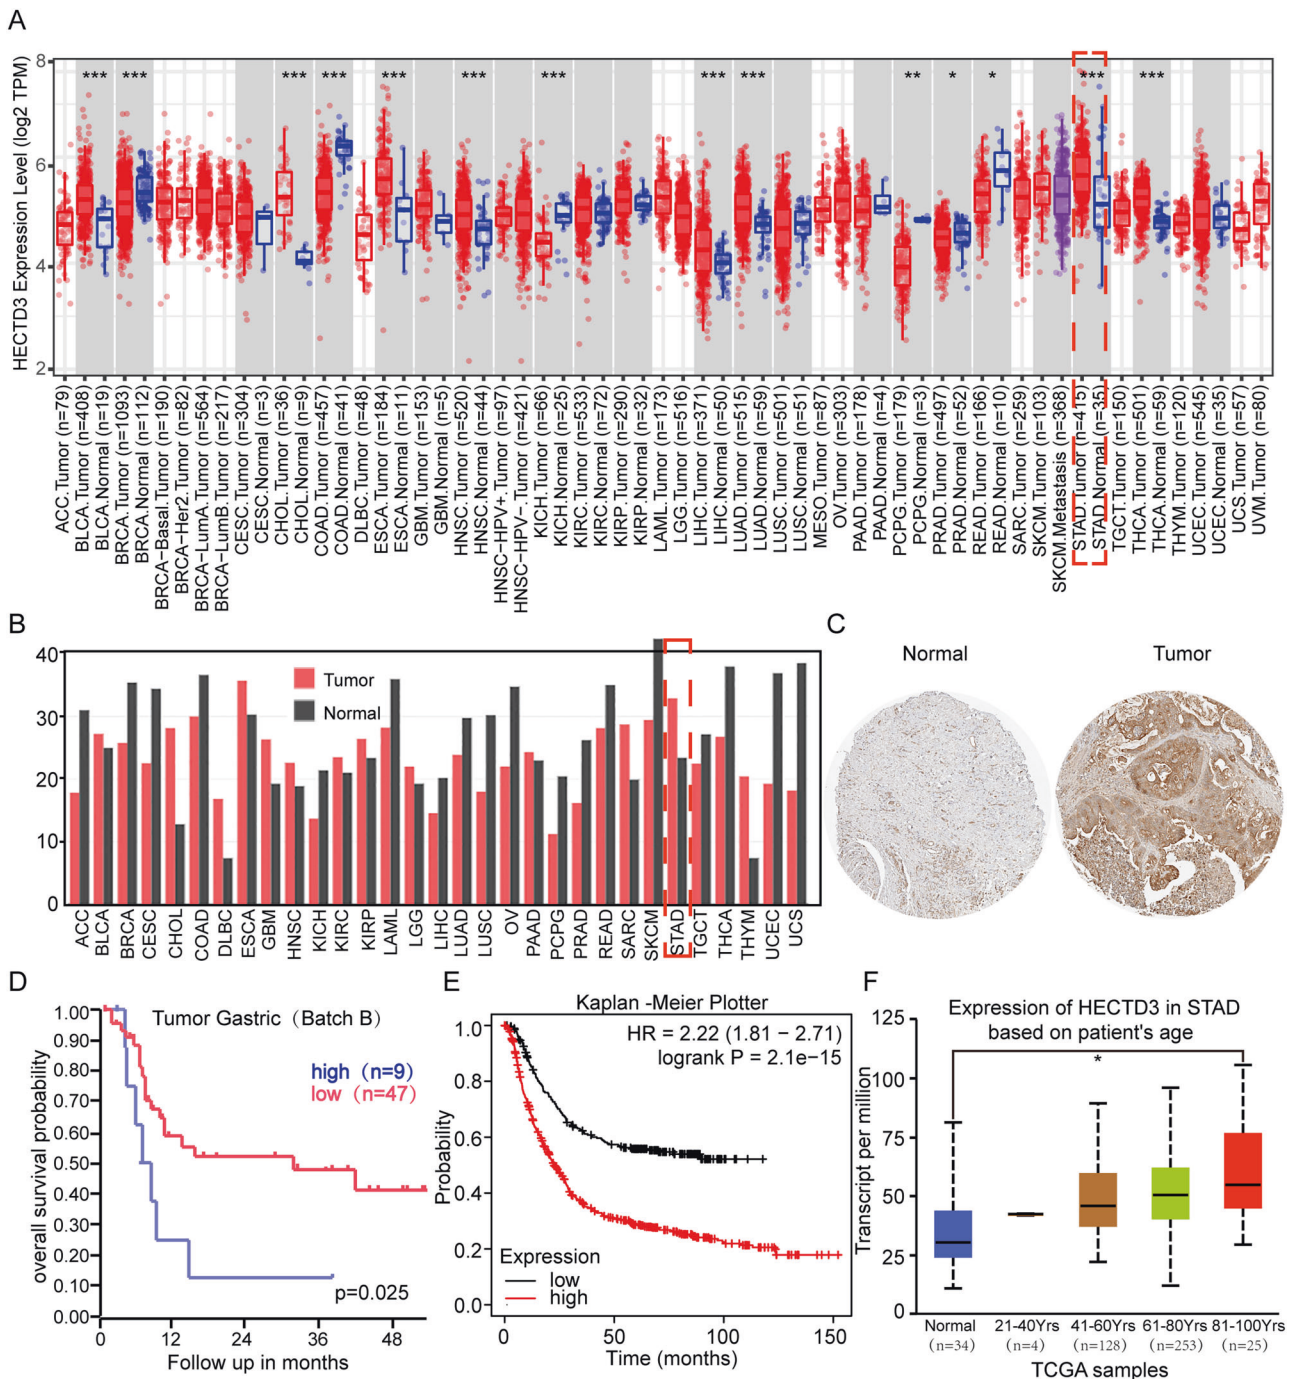 A
HECTD3 Expression Level (log2 TPM)
8
6
4
2
*** *** *** *** *** *** *** *** *** ** * * *** ***
ACC.Tumor (n=79)
BLCA.Tumor (n=408)
BLCA.Normal (n=19)
BRCA.Tumor (n=1093)
BRCA.Normal (n=112)
BRCA-Basal.Tumor (n=190)
BRCA-Her2.Tumor (n=82)
BRCA-LumA.Tumor (n=564)
BRCA-LumB.Tumor (n=217)
CESC.Tumor (n=304)
CESC.Normal (n=3)
CHOL.Tumor (n=36)
CHOL.Normal (n=9)
COAD.Tumor (n=457)
COAD.Normal (n=41)
DLBC.Tumor (n=48)
ESCA.Tumor (n=184)
ESCA.Normal (n=11)
GBM.Tumor (n=153)
GBM.Normal (n=5)
HNSC.Tumor (n=520)
HNSC.Normal (n=44)
HNSC-HPV+.Tumor (n=97)
HNSC-HPV-.Tumor (n=421)
KICH.Tumor (n=66)
KICH.Normal (n=25)
KIRC.Tumor (n=533)
KIRC.Normal (n=72)
KIRP.Tumor (n=290)
KIRP.Normal (n=32)
LAML.Tumor (n=173)
LGG.Tumor (n=516)
LIHC.Tumor (n=371)
LIHC.Normal (n=50)
LUAD.Tumor (n=515)
LUAD.Normal (n=59)
LUSC.Tumor (n=501)
LUSC.Normal (n=51)
MESO.Tumor (n=87)
OV.Tumor (n=303)
PAAD.Tumor (n=178)
PAAD.Normal (n=4)
PCPG.Tumor (n=179)
PCPG.Normal (n=3)
PRAD.Tumor (n=497)
PRAD.Normal (n=52)
READ.Tumor (n=166)
READ.Normal (n=10)
SARC.Tumor (n=259)
SKCM.Tumor (n=103)
SKCM.Metastasis (n=368)
STAD.Tumor (n=415)
STAD.Normal (n=35)
TGCT.Tumor (n=150)
THCA.Tumor (n=501)
THCA.Normal (n=59)
THYM.Tumor (n=120)
UCEC.Tumor (n=545)
UCEC.Normal (n=35)
UCS.Tumor (n=57)
UVM.Tumor (n=80)
B
40
30
20
10
0
Tumor
Normal
ACC
BLCA
BRCA
CESC
CHOL
COAD
DLBC
ESCA
GBM
HNSC
KICH
KIRC
KIRP
LAML
LGG
LIHC
LUAD
LUSC
OV
PAAD
PCPG
PRAD
READ
SARC
SKCM
STAD
TGCT
THCA
THYM
UCEC
UCS
C
Normal
Tumor
D
Tumor Gastric（Batch B）
high（n=9）
low（n=47）
overall survival probability
1.00
0.90
0.80
0.70
0.60
0.50
0.40
0.30
0.20
0.10
0.00
p=0.025
0 12 24 36 48
Follow up in months
E
Kaplan -Meier Plotter
HR = 2.22 (1.81 − 2.71)
logrank P = 2.1e−15
Probability
1.0
0.8
0.6
0.4
0.2
0.0
Expression
low
high
0 50 100 150
Time (months)
F
Expression of HECTD3 in STAD
based on patient's age
*
Transcript per million
125
100
75
50
25
0
Normal 21-40Yrs 41-60Yrs 61-80Yrs 81-100Yrs
(n=34) (n=4) (n=128) (n=253) (n=25)
TCGA samples